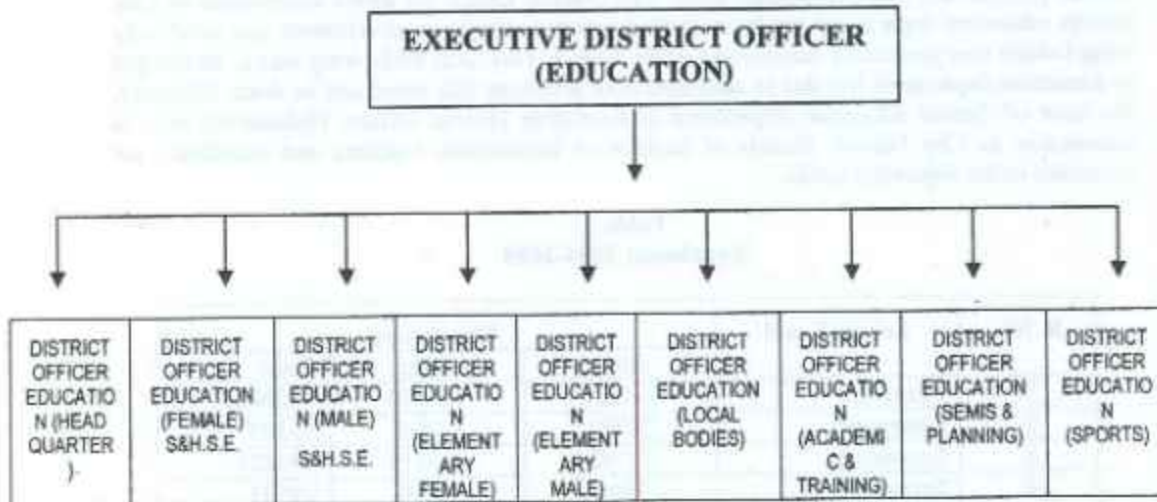 EXECUTIVE DISTRICT OFFICER
(EDUCATION)
DISTRICT
OFFICER
EDUCATIO
N (HEAD
QUARTER
).
DISTRICT
OFFICER
EDUCATION
(FEMALE)
S&H.S.E.
DISTRICT
OFFICER
EDUCATIO
N (MALE)
S&H.S.E.
DISTRICT
OFFICER
EDUCATIO
N
(ELEMENT
ARY
FEMALE)
DISTRICT
OFFICER
EDUCATIO
N
(ELEMENT
ARY
MALE)
DISTRICT
OFFICER
EDUCATION
(LOCAL
BODIES)
DISTRICT
OFFICER
EDUCATIO
N
(ACADEMI
C &
TRAINING)
DISTRICT
OFFICER
EDUCATION
(SEMIS &
PLANNING)
DISTRICT
OFFICER
EDUCATIO
N
(SPORTS)